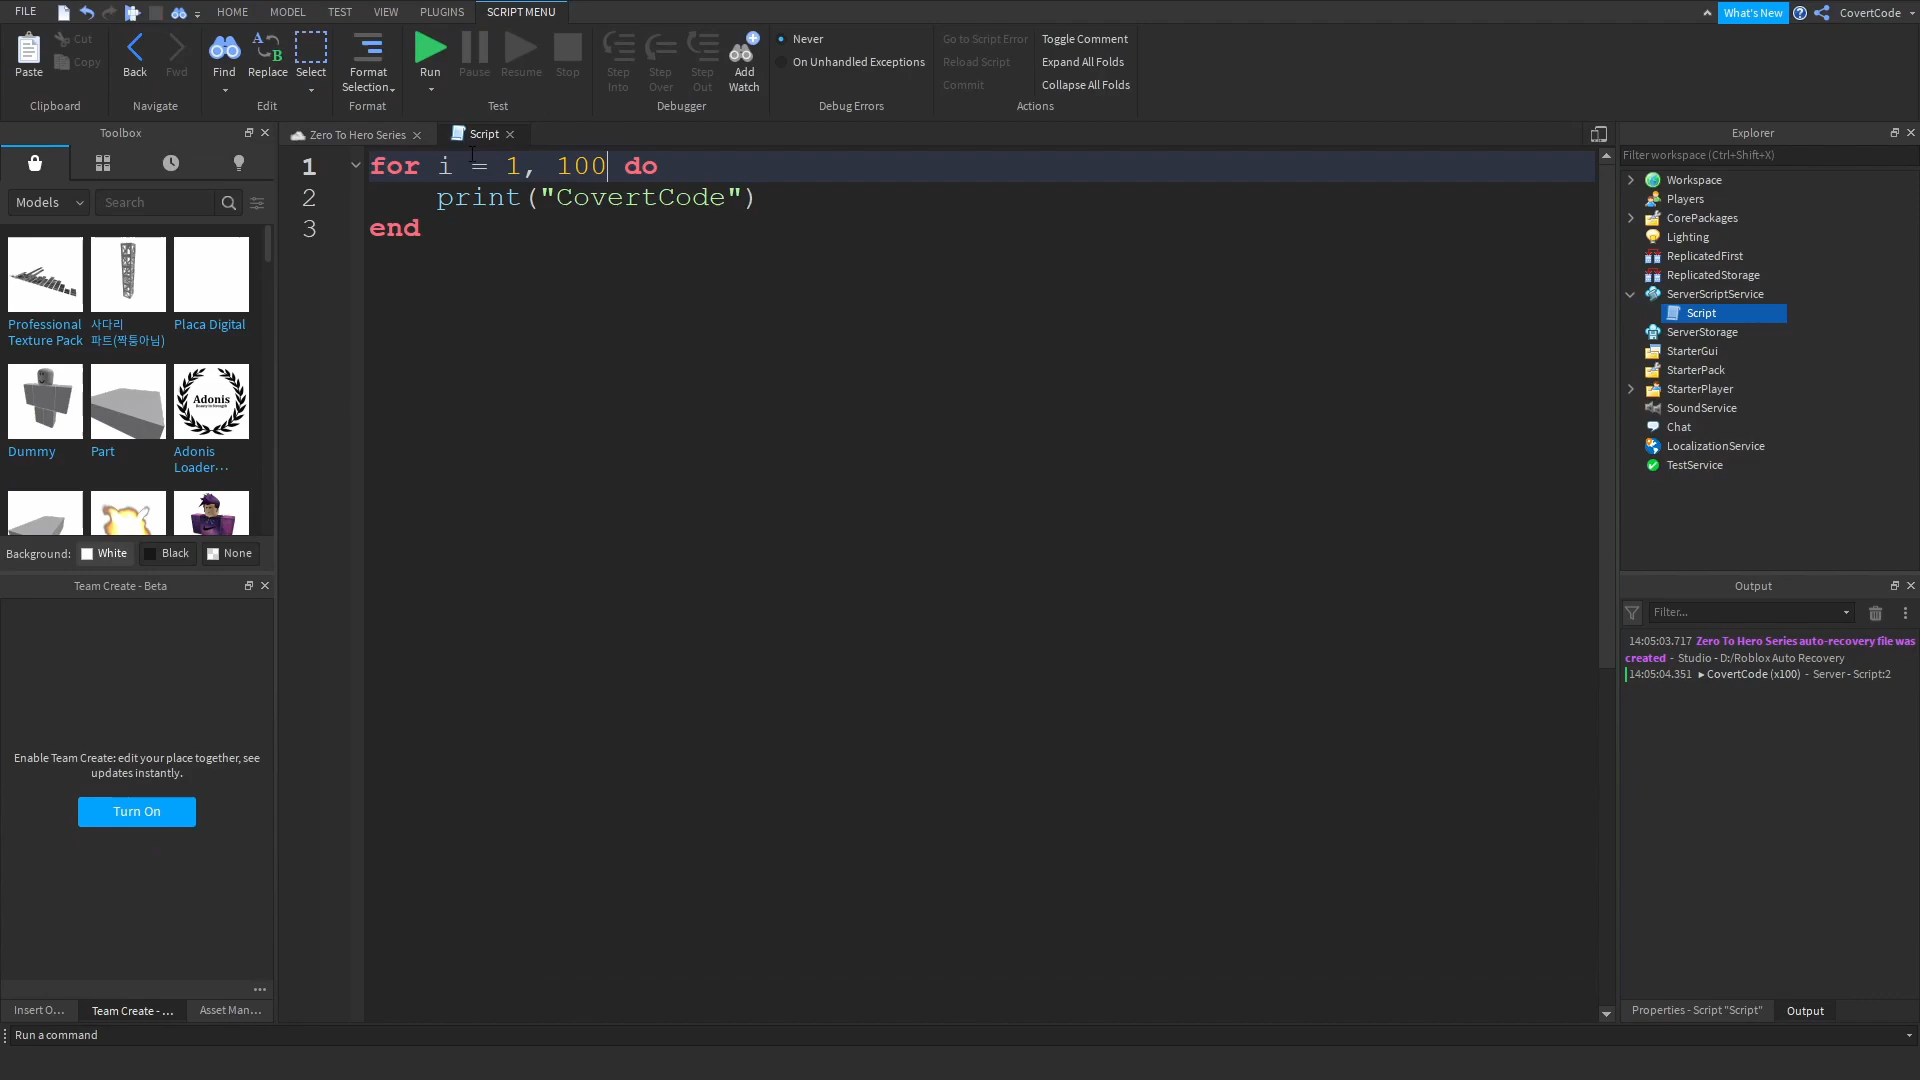 FILE
HOME
MODEL
TEST
VIEW
PLUGINS
SCRIPT MENU
What's New
CovertCode
Paste
Cut
Copy
Clipboard
Back
Fwd
Navigate
Find
Replace
Select
Edit
Format
Selection
Format
Run
Pause
Resume
Stop
Test
Step
Into
Step
Over
Step
Out
Add
Watch
Debugger
Never
On Unhandled Exceptions
Debug Errors
Go to Script Error
Reload Script
Commit
Toggle Comment
Expand All Folds
Collapse All Folds
Actions
Toolbox
Models
Search
Professional
Texture Pack
사다리
파트(짝퉁아님)
Placa Digital
Dummy
Part
Adonis
Adonis
Loader...
Background:
White
Black
None
Team Create - Beta
Enable Team Create: edit your place together, see
updates instantly.
Turn On
Insert O...
Team Create - ...
Asset Man...
Run a command
Zero To Hero Series
Script
1 for i = 1, 100 do
2 print("CovertCode")
3 end
Explorer
Filter workspace (Ctrl+Shift+X)
Workspace
Players
CorePackages
Lighting
ReplicatedFirst
ReplicatedStorage
ServerScriptService
Script
ServerStorage
StarterGui
StarterPack
StarterPlayer
SoundService
Chat
LocalizationService
TestService
Output
Filter...
14:05:03.717 Zero To Hero Series auto-recovery file was
created - Studio - D:/Roblox Auto Recovery
14:05:04.351 ▸ CovertCode (x100) - Server - Script:2
Properties - Script "Script"
Output